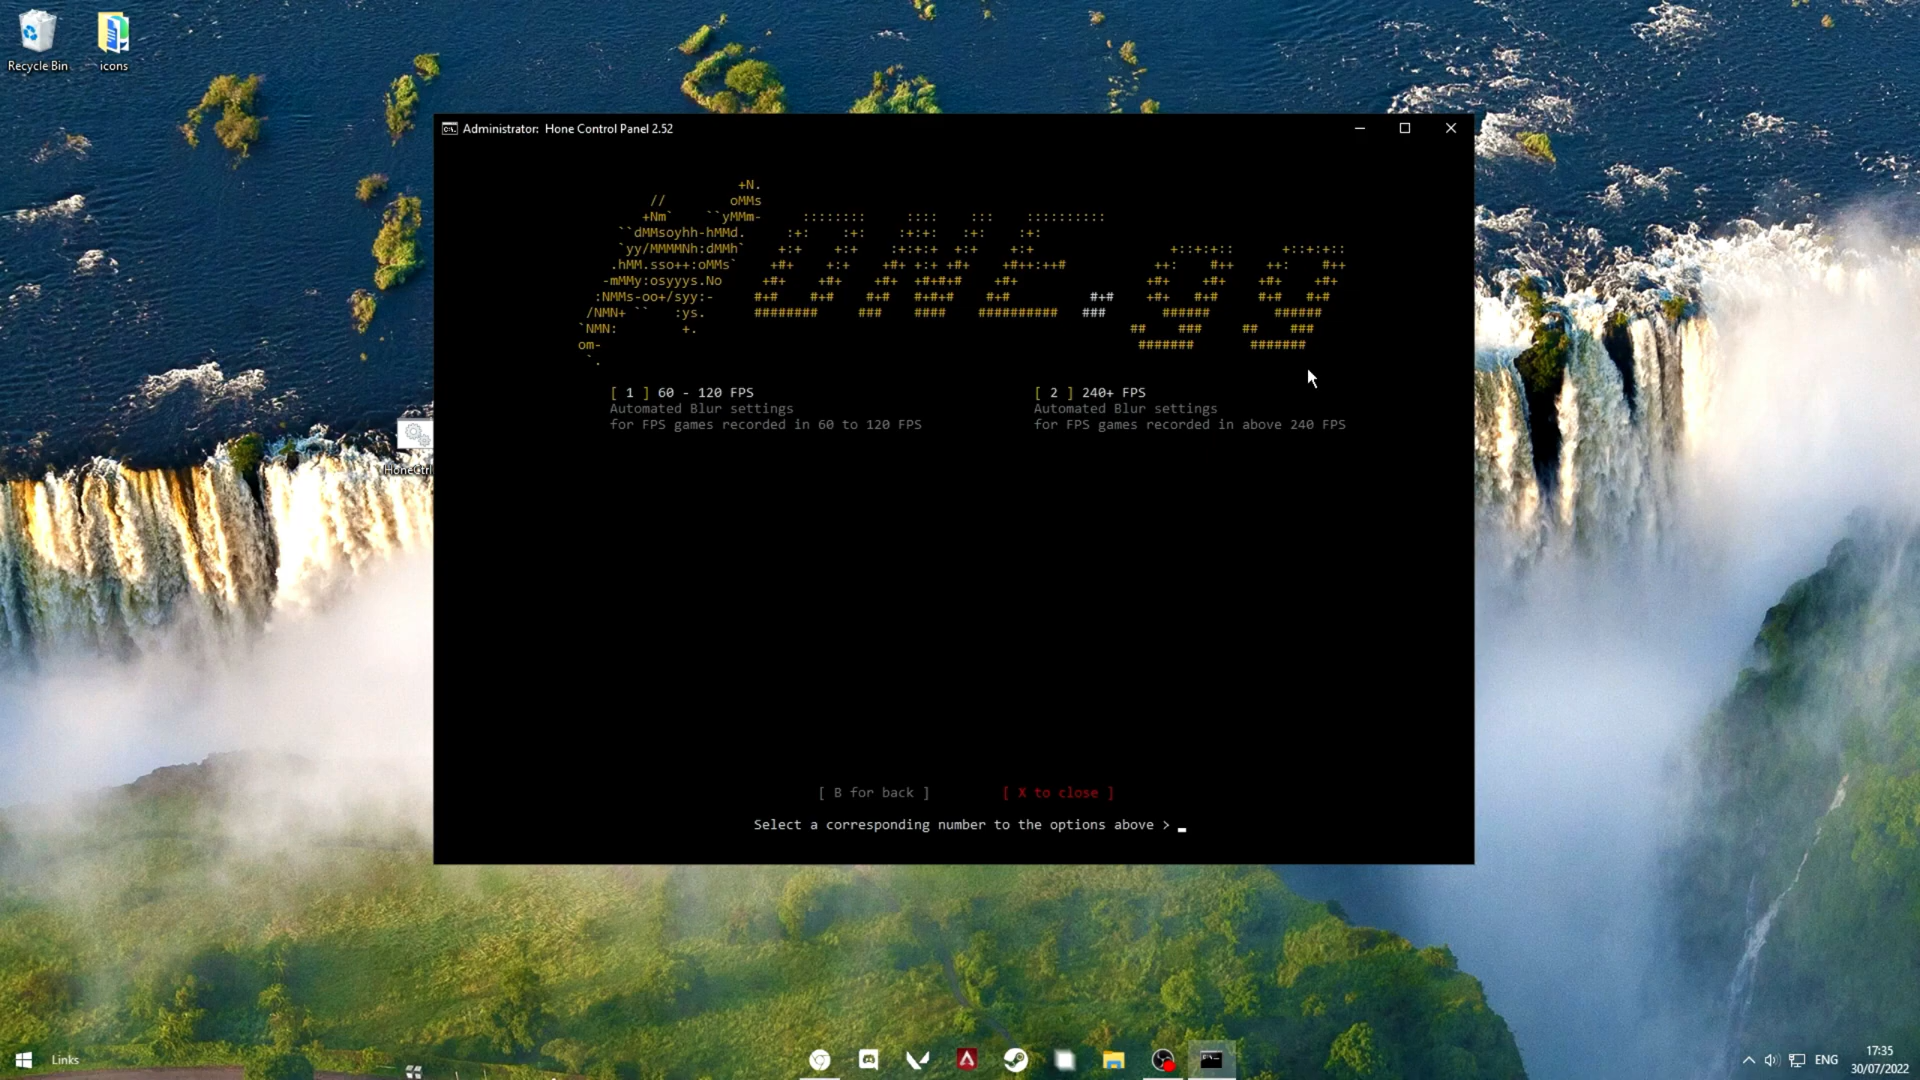 Recycle Bin
icons
Administrator: Hone Control Panel 2.52
ONE.gg
[ 1 ] 60 - 120 FPS
Automated Blur settings
for FPS games recorded in 60 to 120 FPS
[ 2 ] 240+ FPS
Automated Blur settings
for FPS games recorded in above 240 FPS
HoneCtrl
[ B for back ]
[ X to close ]
Select a corresponding number to the options above >
Links
ENG
17:35
30/07/2022